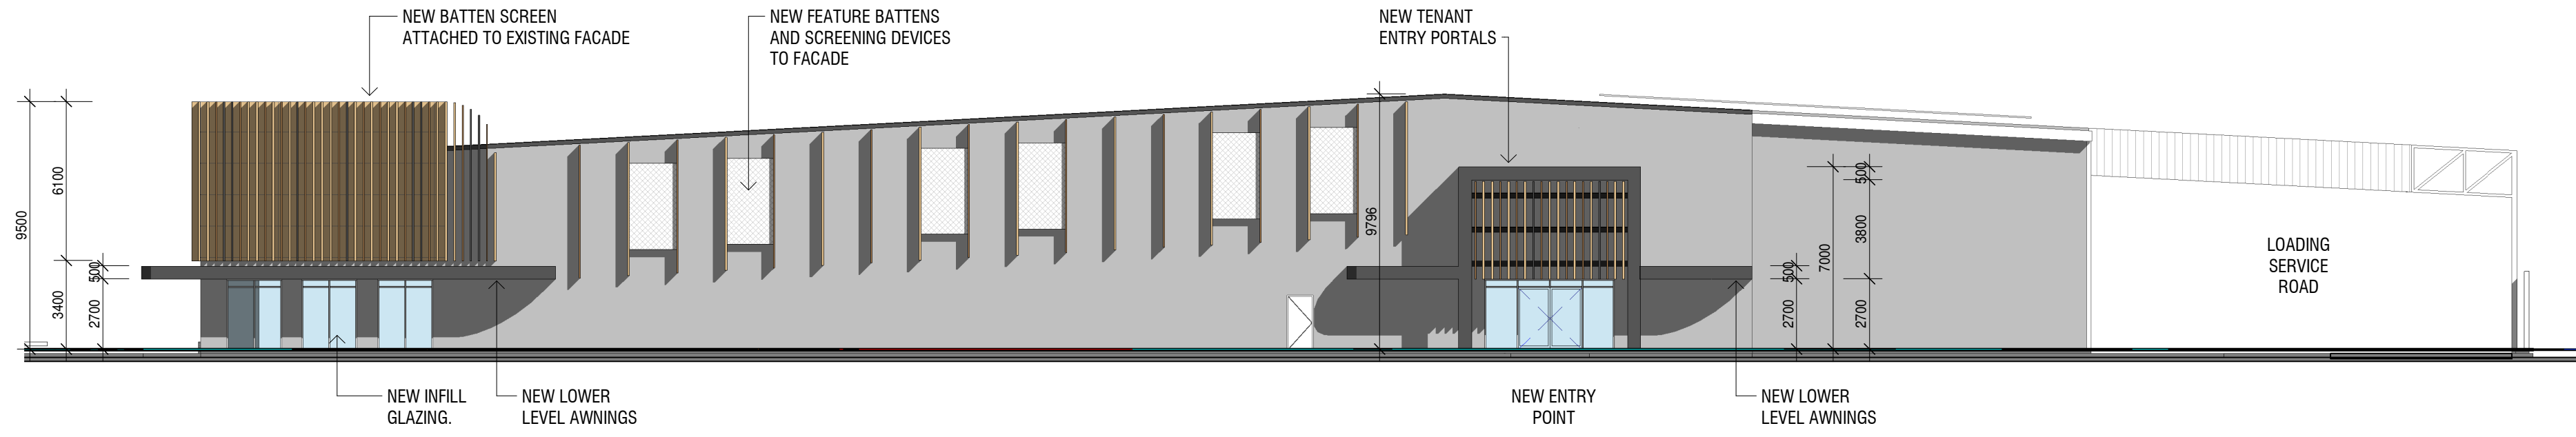 NEW BATTEN SCREEN
ATTACHED TO EXISTING FACADE
NEW FEATURE BATTENS
AND SCREENING DEVICES
TO FACADE
NEW TENANT
ENTRY PORTALS
9500
6100
3400
500
2700
9796
500
2700
7000
500
3800
2700
LOADING
SERVICE
ROAD
NEW INFILL
GLAZING.
NEW LOWER
LEVEL AWNINGS
NEW ENTRY
POINT
NEW LOWER
LEVEL AWNINGS